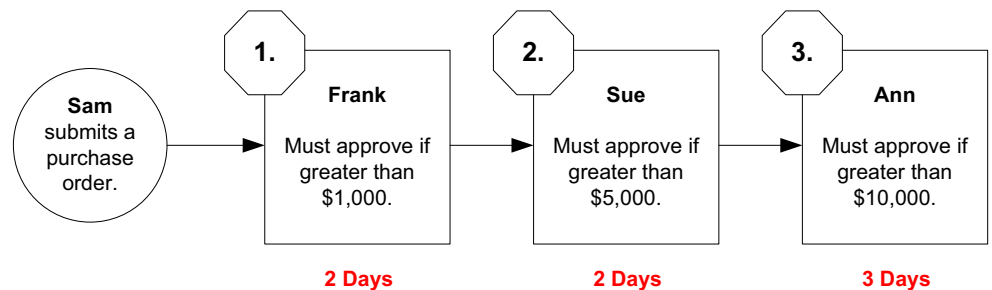 Sam
submits a
purchase
order.
1.
Frank
Must approve if
greater than
$1,000.
2 Days
2.
Sue
Must approve if
greater than
$5,000.
2 Days
3.
Ann
Must approve if
greater than
$10,000.
3 Days